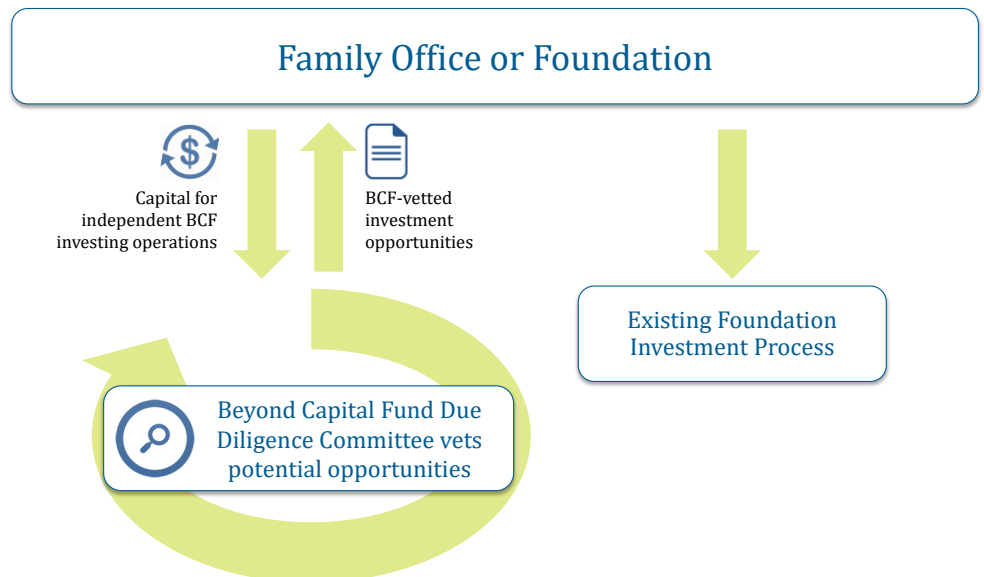 Family Office or Foundation
$
Capital for
independent BCF
investing operations
BCF-vetted
investment
opportunities
Existing Foundation
Investment Process
Beyond Capital Fund Due
Diligence Committee vets
potential opportunities